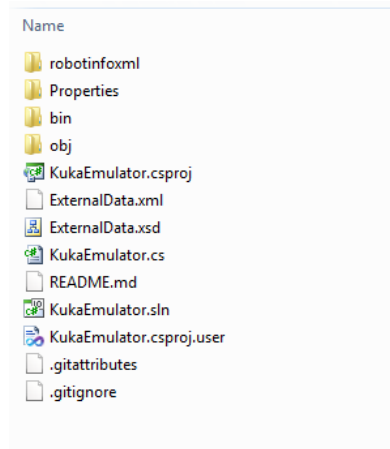 Name
robotinfoxml
Properties
bin
obj
KukaEmulator.csproj
ExternalData.xml
ExternalData.xsd
KukaEmulator.cs
README.md
KukaEmulator.sln
KukaEmulator.csproj.user
.gitattributes
.gitignore